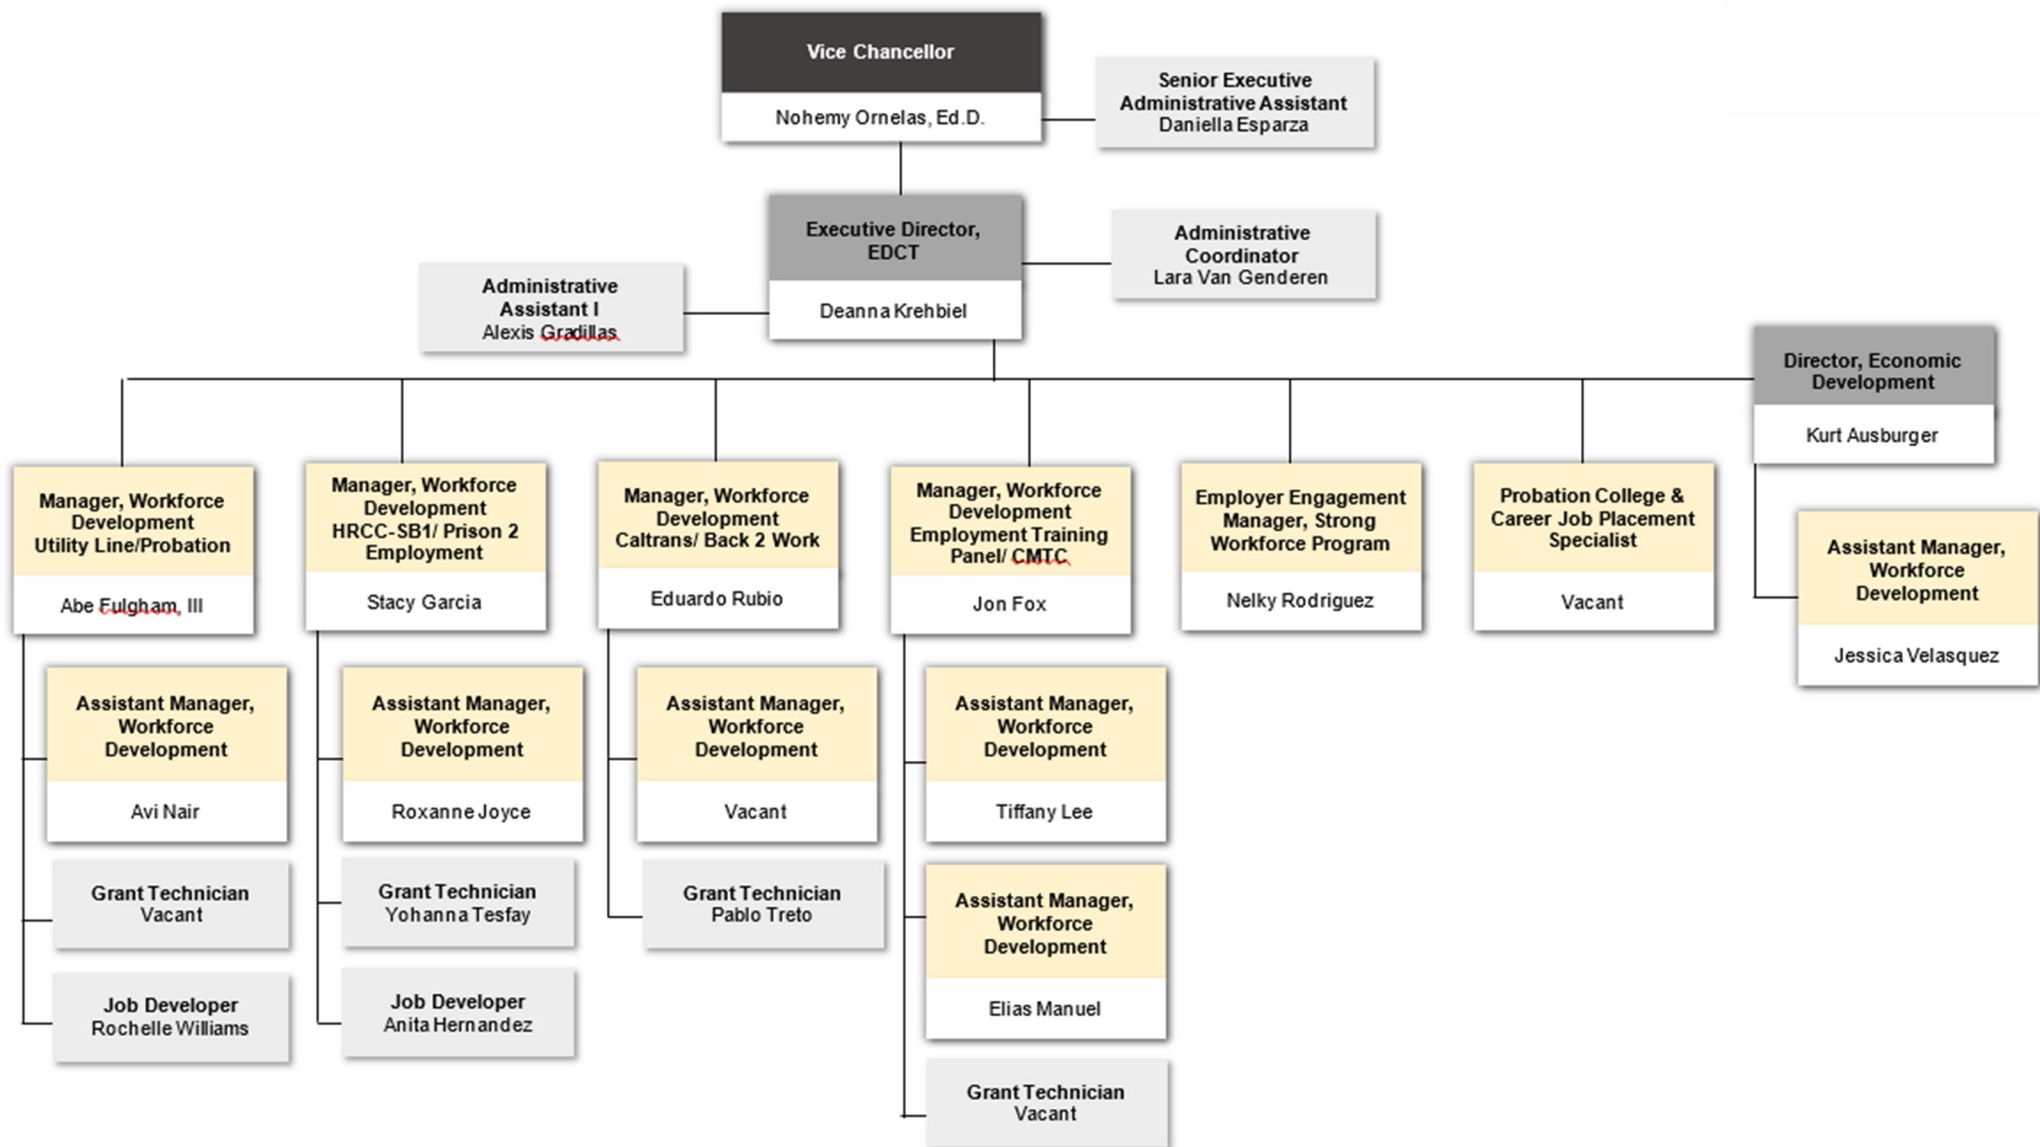 Vice Chancellor
Nohemy Ornelas, Ed.D.
Senior Executive
Administrative Assistant
Daniella Esparza
Executive Director,
EDCT
Deanna Krehbiel
Administrative
Coordinator
Lara Van Genderen
Administrative
Assistant I
Alexis Gradillas
Director, Economic
Development
Kurt Ausburger
Manager, Workforce
Development
Utility Line/Probation
Abe Fulgham, III
Manager, Workforce
Development
HRCC-SB1/ Prison 2
Employment
Stacy Garcia
Manager, Workforce
Development
Caltrans/ Back 2 Work
Eduardo Rubio
Manager, Workforce
Development
Employment Training
Panel/ CMTC
Jon Fox
Employer Engagement
Manager, Strong
Workforce Program
Nelky Rodriguez
Probation College &
Career Job Placement
Specialist
Vacant
Assistant Manager,
Workforce
Development
Jessica Velasquez
Assistant Manager,
Workforce
Development
Avi Nair
Assistant Manager,
Workforce
Development
Roxanne Joyce
Assistant Manager,
Workforce
Development
Vacant
Assistant Manager,
Workforce
Development
Tiffany Lee
Grant Technician
Vacant
Grant Technician
Yohanna Tesfay
Grant Technician
Pablo Treto
Assistant Manager,
Workforce
Development
Elias Manuel
Job Developer
Rochelle Williams
Job Developer
Anita Hernandez
Grant Technician
Vacant